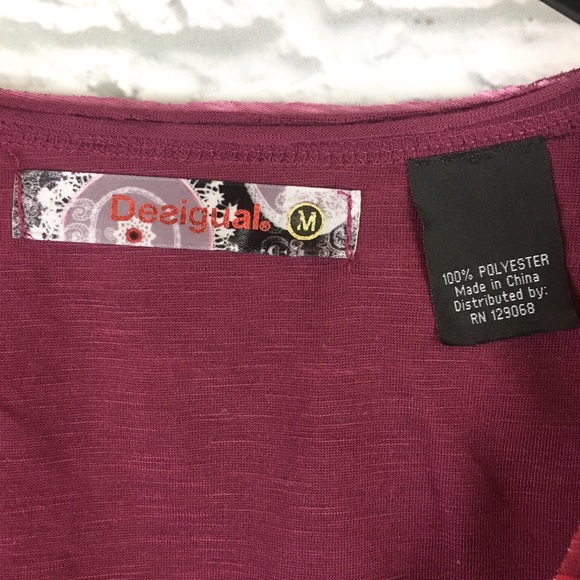 Desigual. M
100% POLYESTER
Made in China
Distributed by:
RN 129068